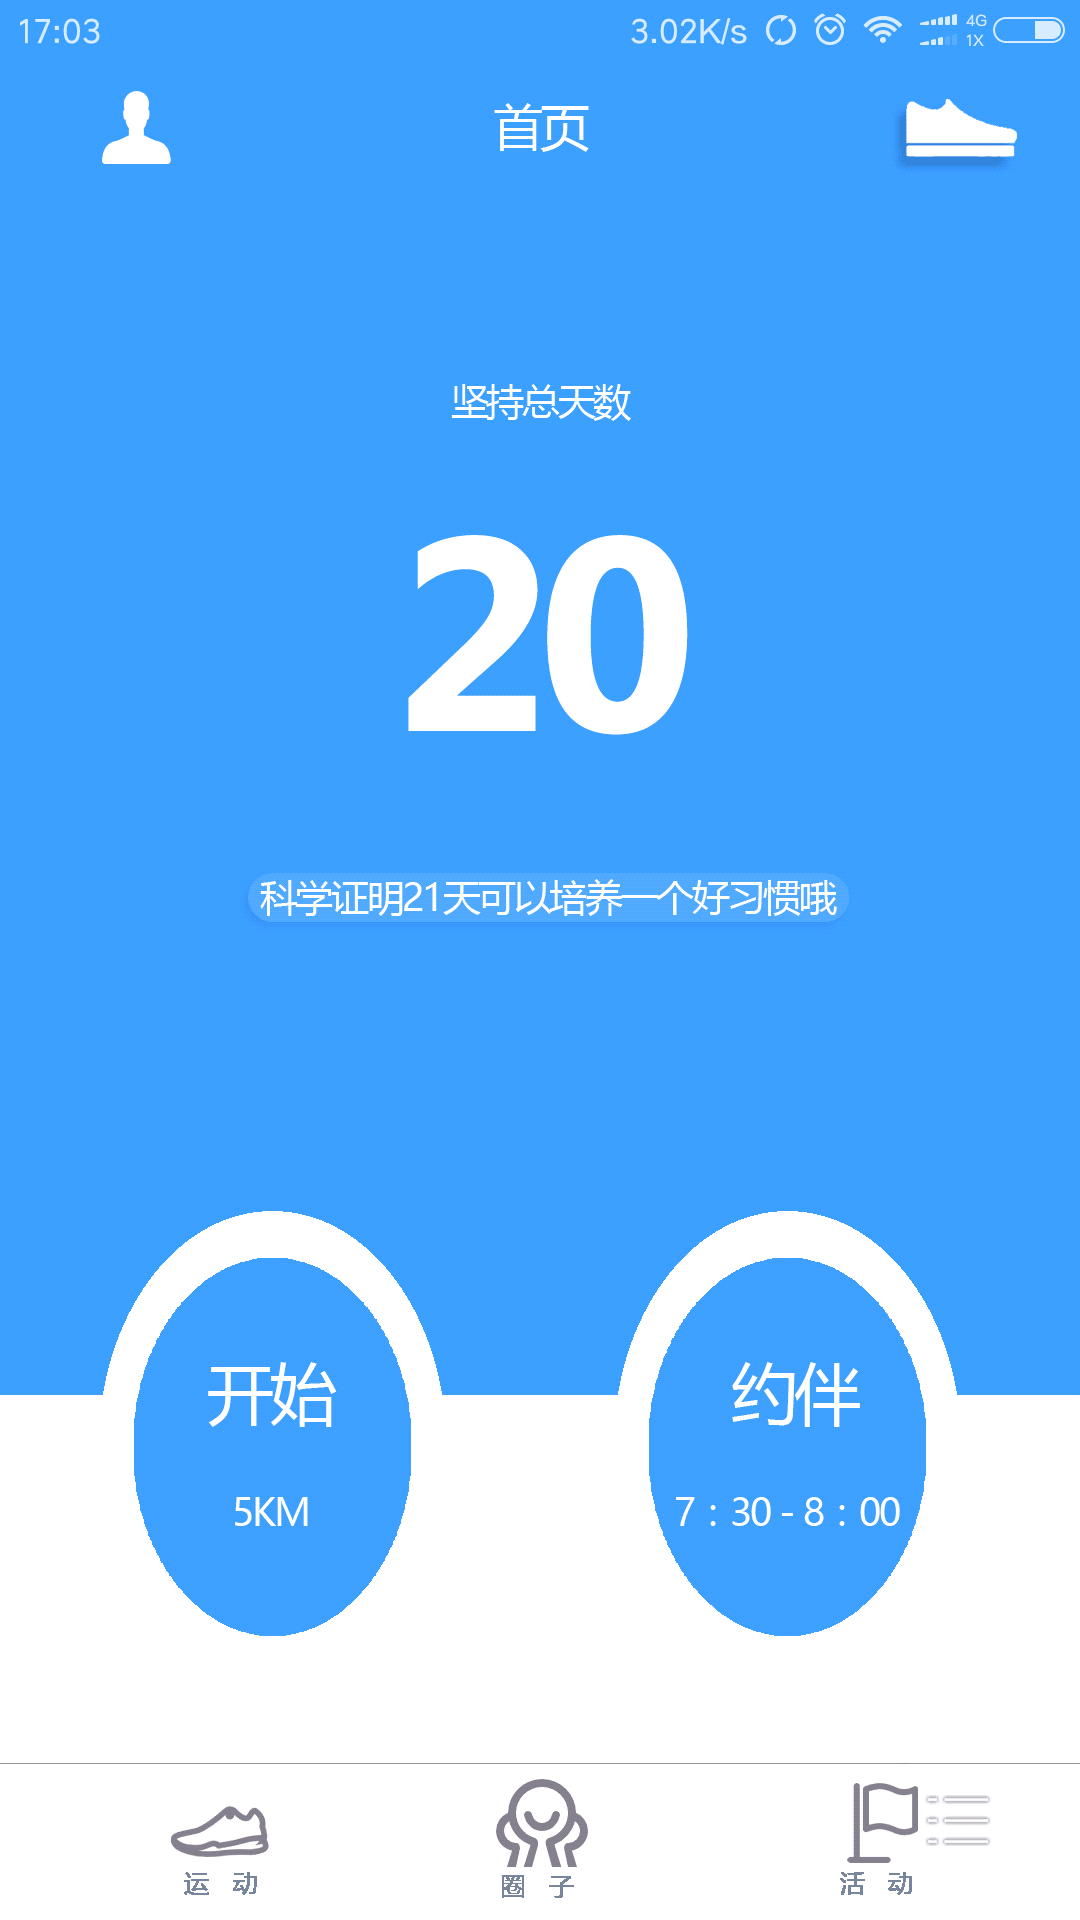 17:03 3.02K/s 4G 1X
首页
坚持总天数
20
科学证明21天可以培养一个好习惯哦
开始 约伴
5KM 7：30 - 8：00
运 动 圈 子 活 动